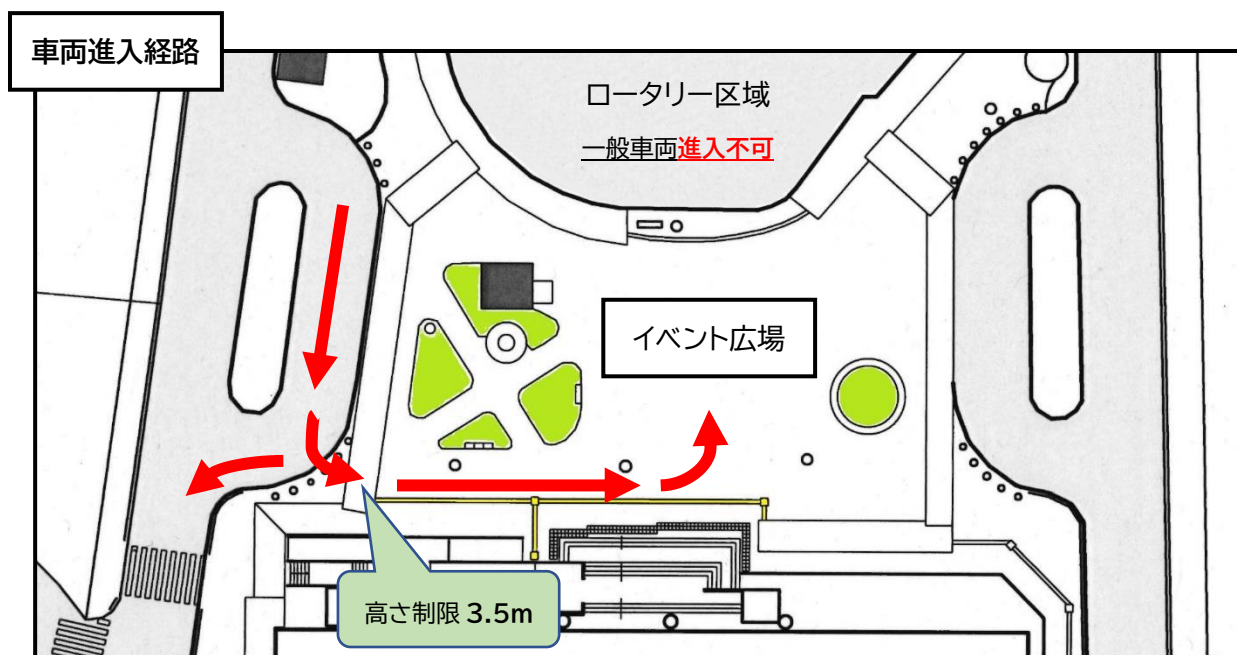 車両進入経路
ロータリー区域
一般車両進入不可
イベント広場
高さ制限 3.5m